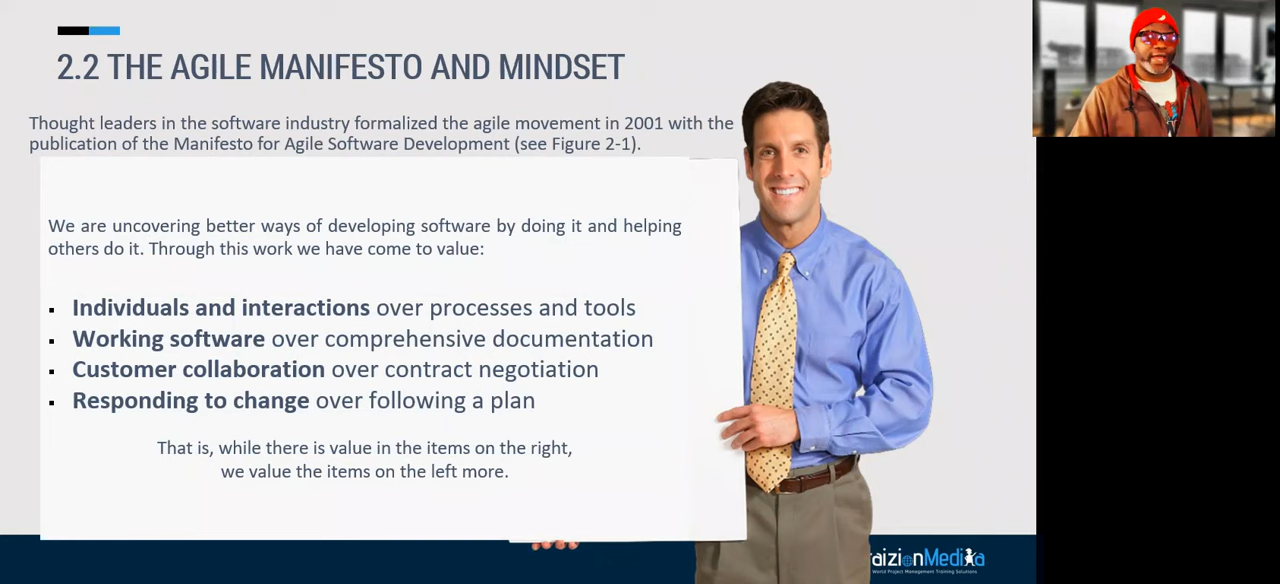 2.2 THE AGILE MANIFESTO AND MINDSET
Thought leaders in the software industry formalized the agile movement in 2001 with the
publication of the Manifesto for Agile Software Development (see Figure 2-1).
We are uncovering better ways of developing software by doing it and helping
others do it. Through this work we have come to value:
▪ Individuals and interactions over processes and tools
▪ Working software over comprehensive documentation
▪ Customer collaboration over contract negotiation
▪ Responding to change over following a plan
That is, while there is value in the items on the right,
we value the items on the left more.
aizionMedia
World Project Management Training Solutions